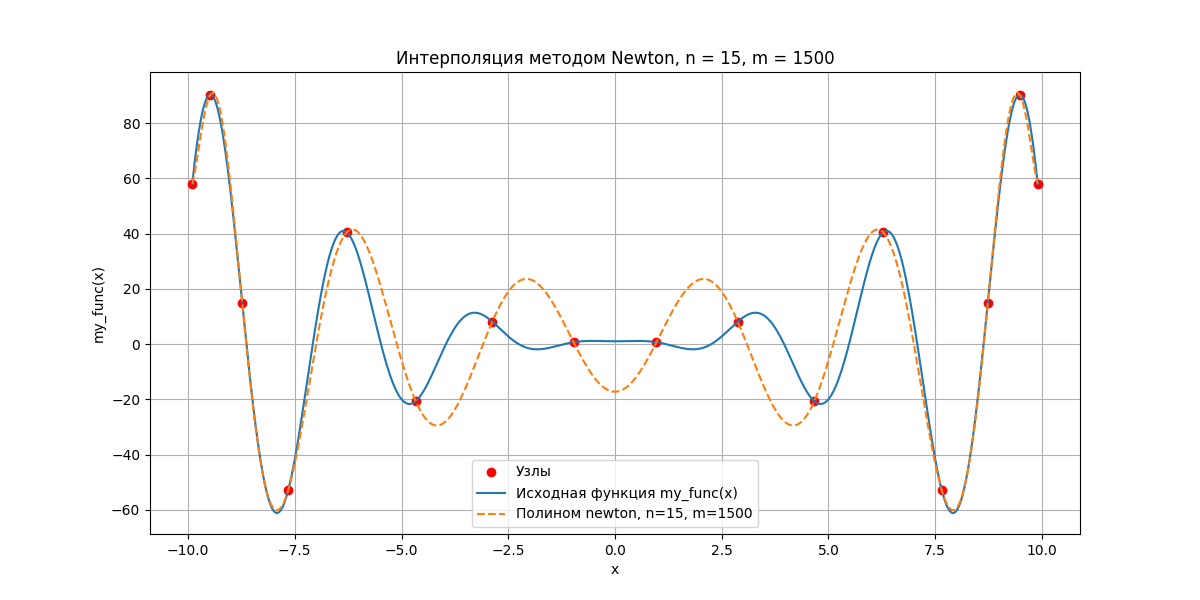 Интерполяция методом Newton, n = 15, m = 1500
my_func(x)
80
60
40
20
0
−20
−40
−60
Узлы
Исходная функция my_func(x)
Полином newton, n=15, m=1500
−10.0 −7.5 −5.0 −2.5 0.0 2.5 5.0 7.5 10.0
x